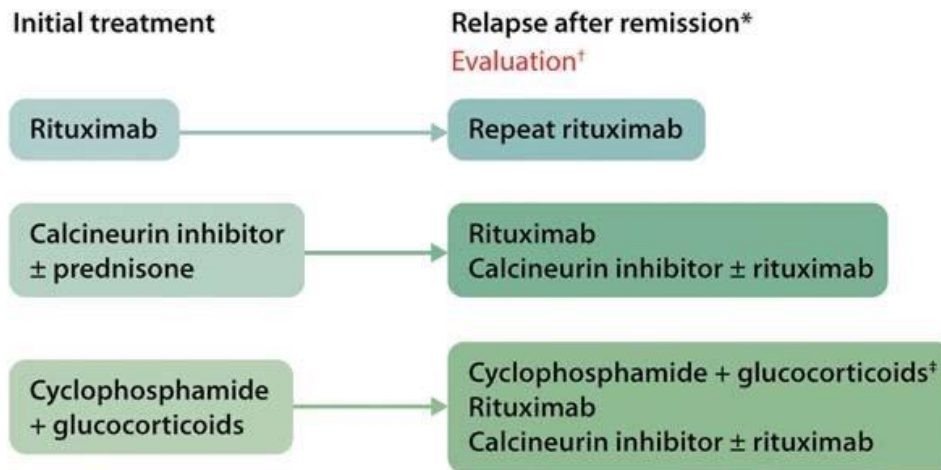 Initial treatment
Relapse after remission*
Evaluation†
Rituximab
Repeat rituximab
Calcineurin inhibitor
± prednisone
Rituximab
Calcineurin inhibitor ± rituximab
Cyclophosphamide
+ glucocorticoids
Cyclophosphamide + glucocorticoids‡
Rituximab
Calcineurin inhibitor ± rituximab